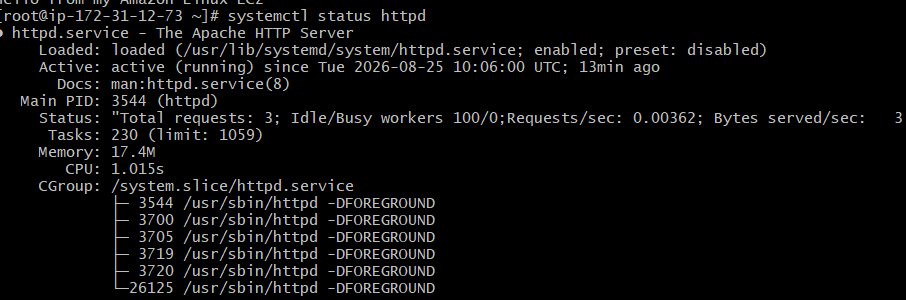 Hello from my Amazon Linux EC2
[root@ip-172-31-12-73 ~]# systemctl status httpd
● httpd.service - The Apache HTTP Server
Loaded: loaded (/usr/lib/systemd/system/httpd.service; enabled; preset: disabled)
Active: active (running) since Tue 2026-08-25 10:06:00 UTC; 13min ago
Docs: man:httpd.service(8)
Main PID: 3544 (httpd)
Status: "Total requests: 3; Idle/Busy workers 100/0;Requests/sec: 0.00362; Bytes served/sec:   3
Tasks: 230 (limit: 1059)
Memory: 17.4M
CPU: 1.015s
CGroup: /system.slice/httpd.service
├─ 3544 /usr/sbin/httpd -DFOREGROUND
├─ 3700 /usr/sbin/httpd -DFOREGROUND
├─ 3705 /usr/sbin/httpd -DFOREGROUND
├─ 3719 /usr/sbin/httpd -DFOREGROUND
├─ 3720 /usr/sbin/httpd -DFOREGROUND
└─26125 /usr/sbin/httpd -DFOREGROUND